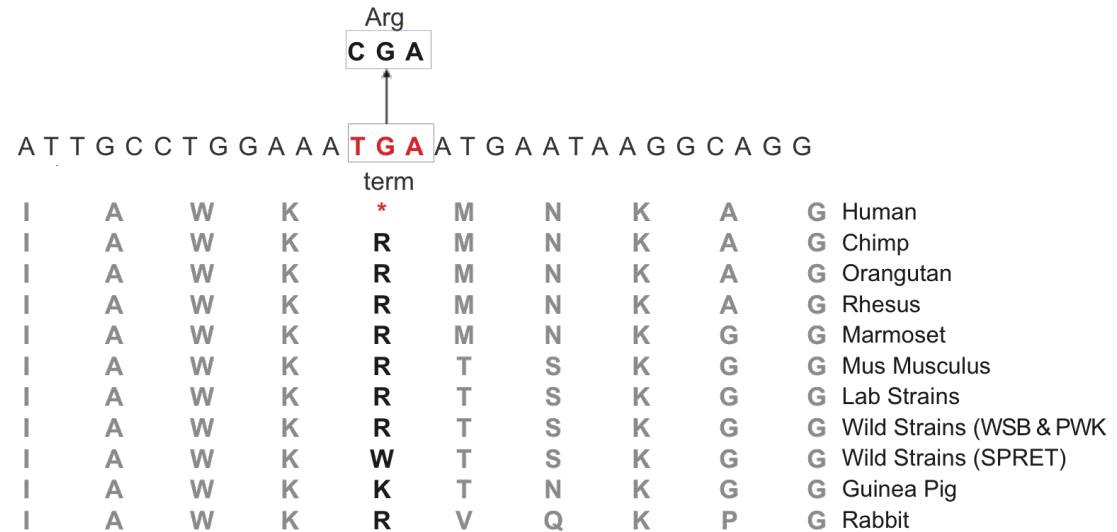 Arg
C G A
A T T G C C T G G A A A T G A A T G A A T A A G G C A G G
term
I A W K * M N K A G Human
I A W K R M N K A G Chimp
I A W K R M N K A G Orangutan
I A W K R M N K A G Rhesus
I A W K R M N K G G Marmoset
I A W K R T S K G G Mus Musculus
I A W K R T S K G G Lab Strains
I A W K R T S K G G Wild Strains (WSB & PWK
I A W K W T S K G G Wild Strains (SPRET)
I A W K K T N K G G Guinea Pig
I A W K R V Q K P G Rabbit